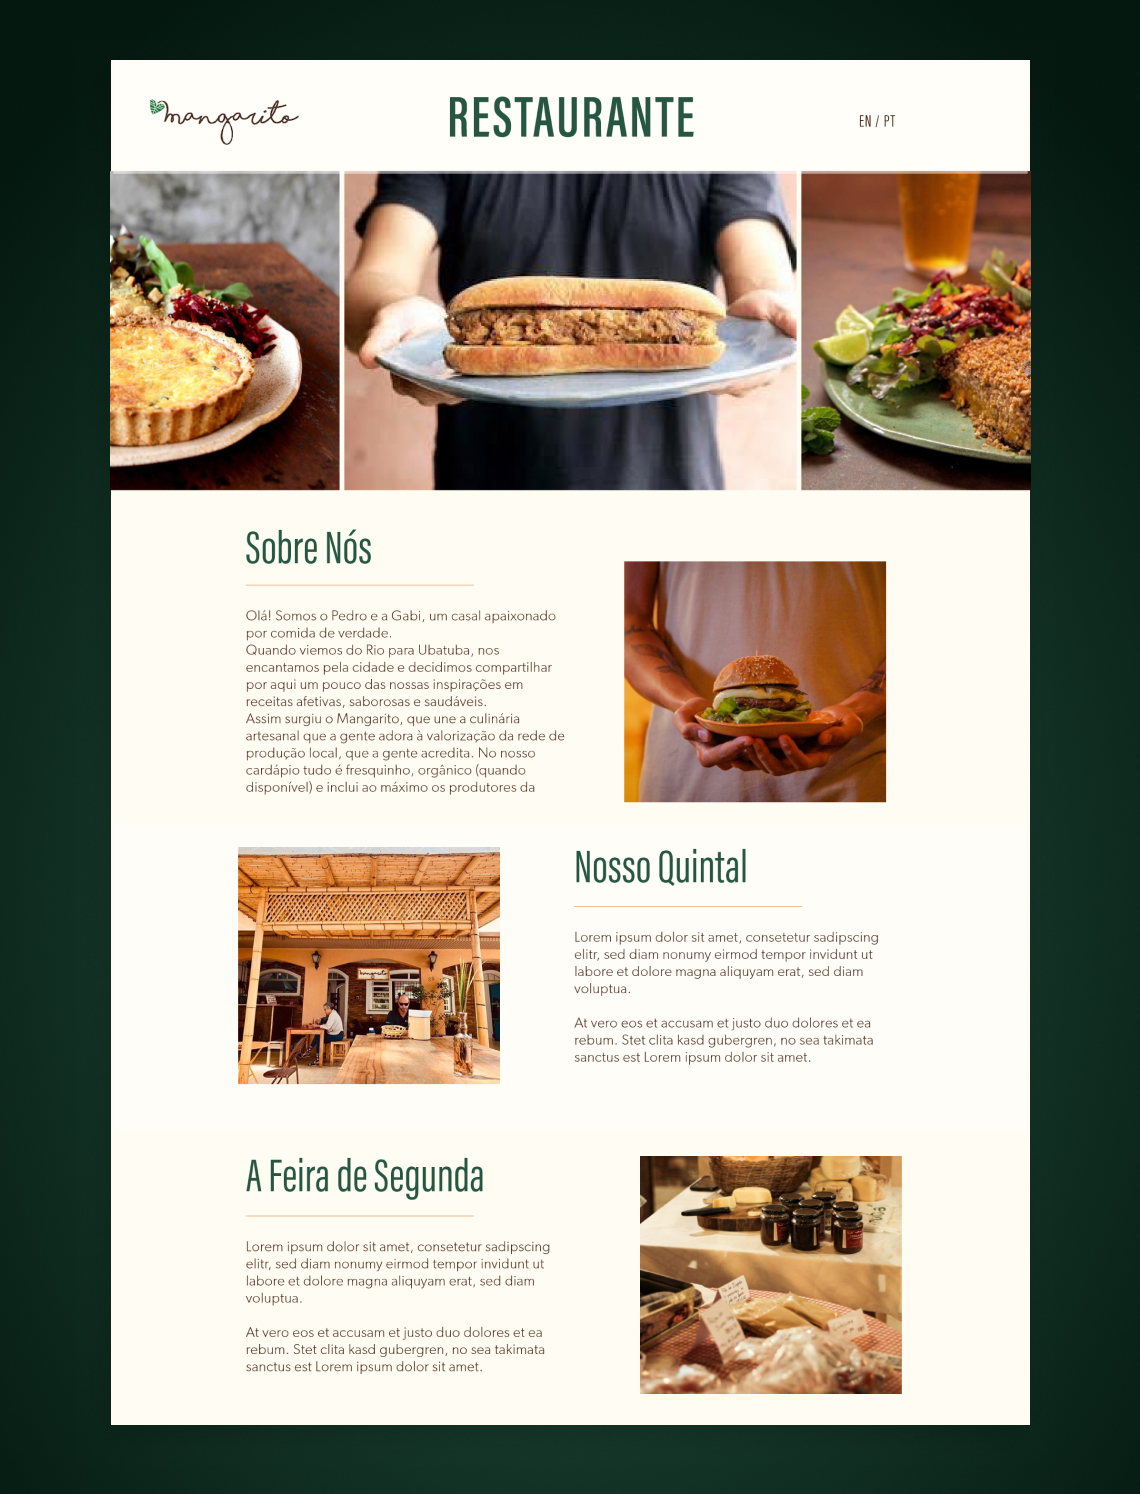 mangarito
RESTAURANTE
EN / PT
Sobre Nós
Olá! Somos o Pedro e a Gabi, um casal apaixonado
por comida de verdade.
Quando viemos do Rio para Ubatuba, nos
encantamos pela cidade e decidimos compartilhar
por aqui um pouco das nossas inspirações em
receitas afetivas, saborosas e saudáveis.
Assim surgiu o Mangarito, que une a culinária
artesanal que a gente adora à valorização da rede de
produção local, que a gente acredita. No nosso
cardápio tudo é fresquinho, orgânico (quando
disponível) e inclui ao máximo os produtores da
mangarito
Nosso Quintal
Lorem ipsum dolor sit amet, consetetur sadipscing
elitr, sed diam nonumy eirmod tempor invidunt ut
labore et dolore magna aliquyam erat, sed diam
voluptua.
At vero eos et accusam et justo duo dolores et ea
rebum. Stet clita kasd gubergren, no sea takimata
sanctus est Lorem ipsum dolor sit amet.
A Feira de Segunda
Lorem ipsum dolor sit amet, consetetur sadipscing
elitr, sed diam nonumy eirmod tempor invidunt ut
labore et dolore magna aliquyam erat, sed diam
voluptua.
At vero eos et accusam et justo duo dolores et ea
rebum. Stet clita kasd gubergren, no sea takimata
sanctus est Lorem ipsum dolor sit amet.